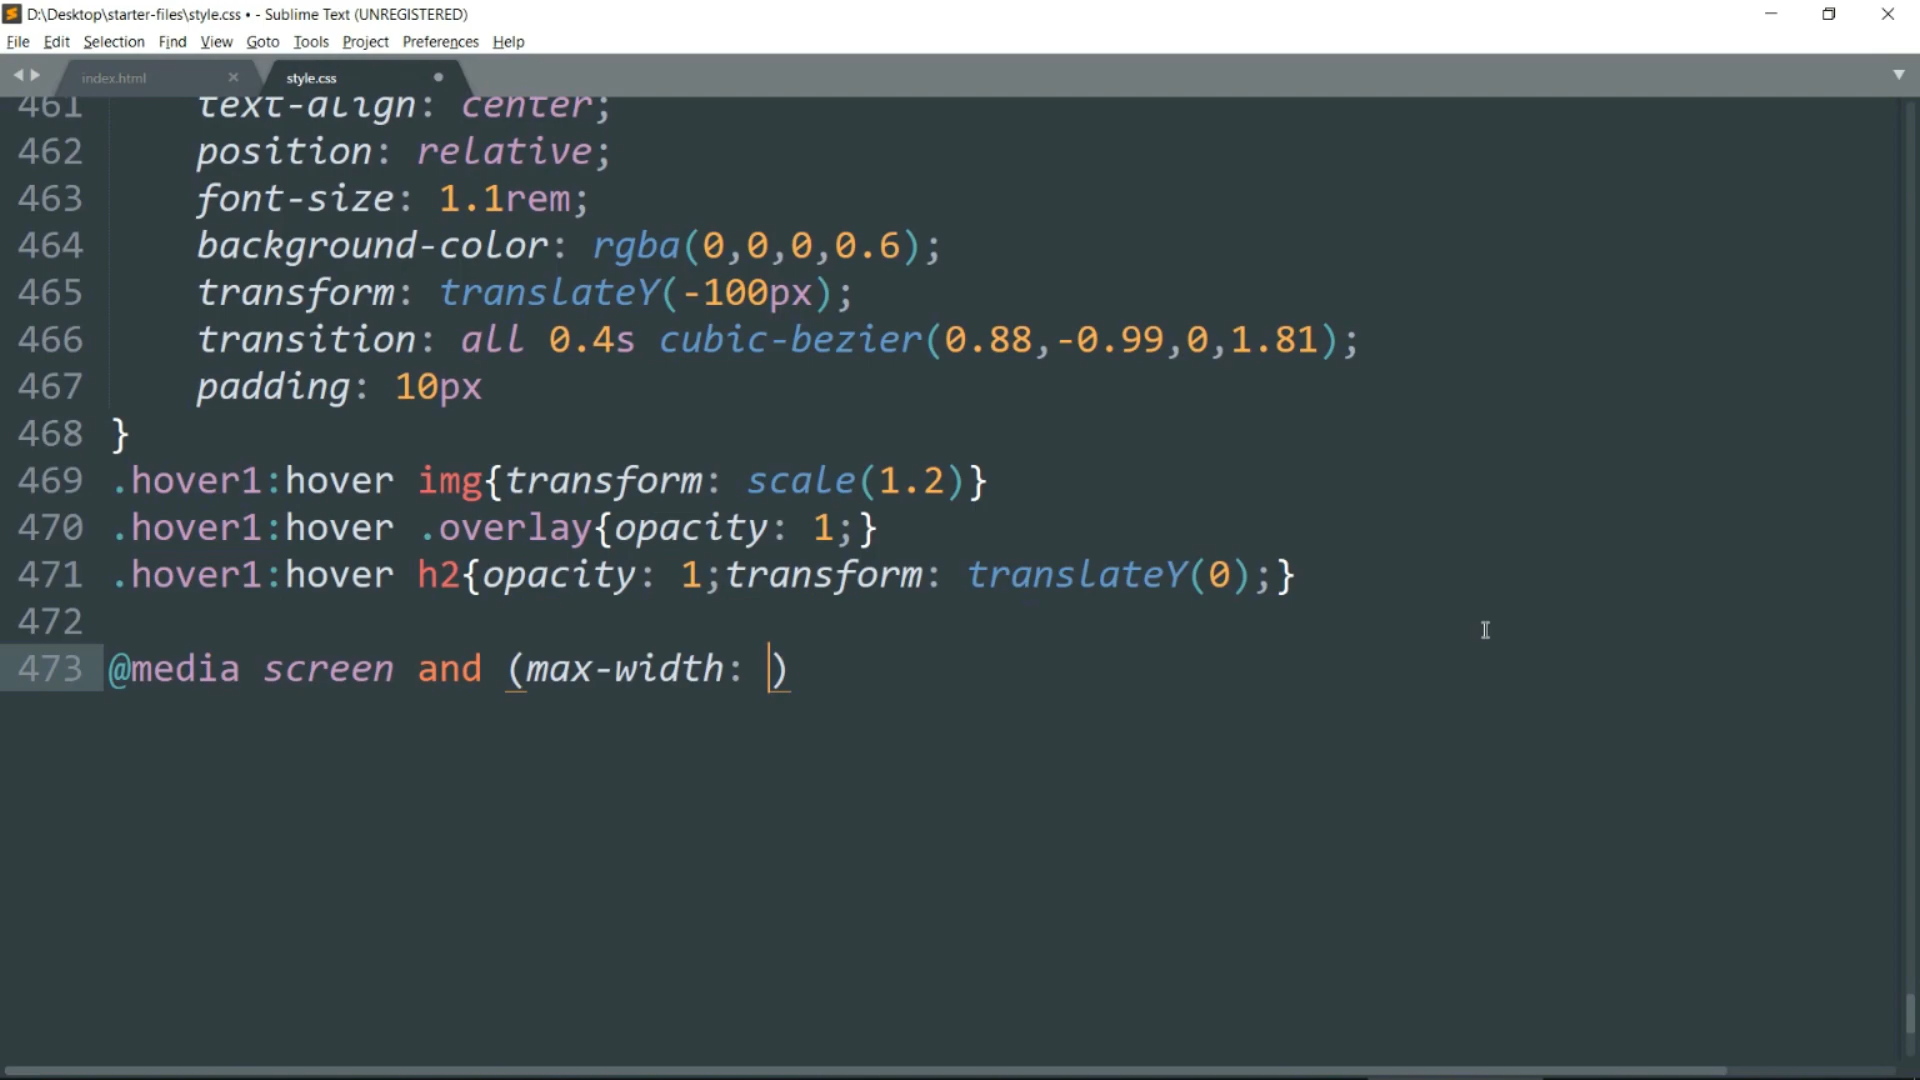 D:\Desktop\starter-files\style.css • - Sublime Text (UNREGISTERED)
File Edit Selection Find View Goto Tools Project Preferences Help
index.html style.css
461 text-align: center;
462 position: relative;
463 font-size: 1.1rem;
464 background-color: rgba(0,0,0,0.6);
465 transform: translateY(-100px);
466 transition: all 0.4s cubic-bezier(0.88,-0.99,0,1.81);
467 padding: 10px
468 }
469 .hover1:hover img{transform: scale(1.2)}
470 .hover1:hover .overlay{opacity: 1;}
471 .hover1:hover h2{opacity: 1;transform: translateY(0);}
472
473 @media screen and (max-width: )